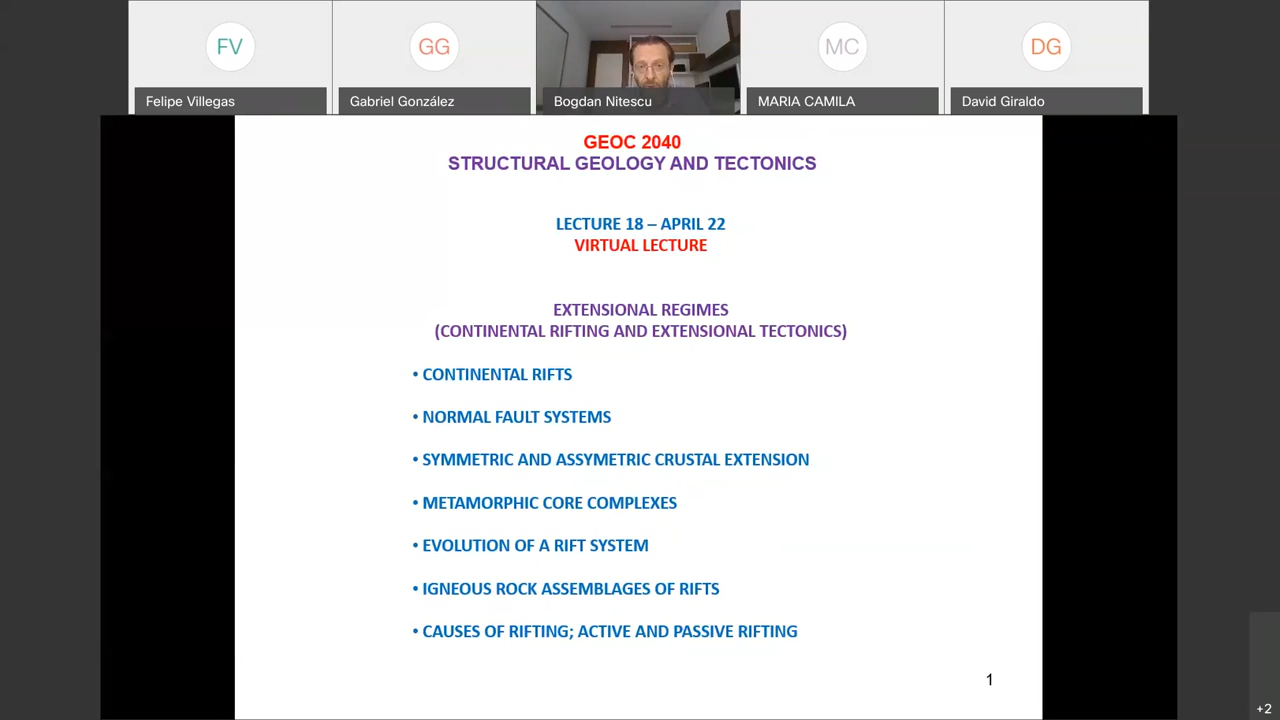 FV
GG
MC
DG
Felipe Villegas
Gabriel González
Bogdan Nitescu
MARIA CAMILA
David Giraldo
GEOC 2040
STRUCTURAL GEOLOGY AND TECTONICS
LECTURE 18 – APRIL 22
VIRTUAL LECTURE
EXTENSIONAL REGIMES
(CONTINENTAL RIFTING AND EXTENSIONAL TECTONICS)
• CONTINENTAL RIFTS
• NORMAL FAULT SYSTEMS
• SYMMETRIC AND ASSYMETRIC CRUSTAL EXTENSION
• METAMORPHIC CORE COMPLEXES
• EVOLUTION OF A RIFT SYSTEM
• IGNEOUS ROCK ASSEMBLAGES OF RIFTS
• CAUSES OF RIFTING; ACTIVE AND PASSIVE RIFTING
1
+2